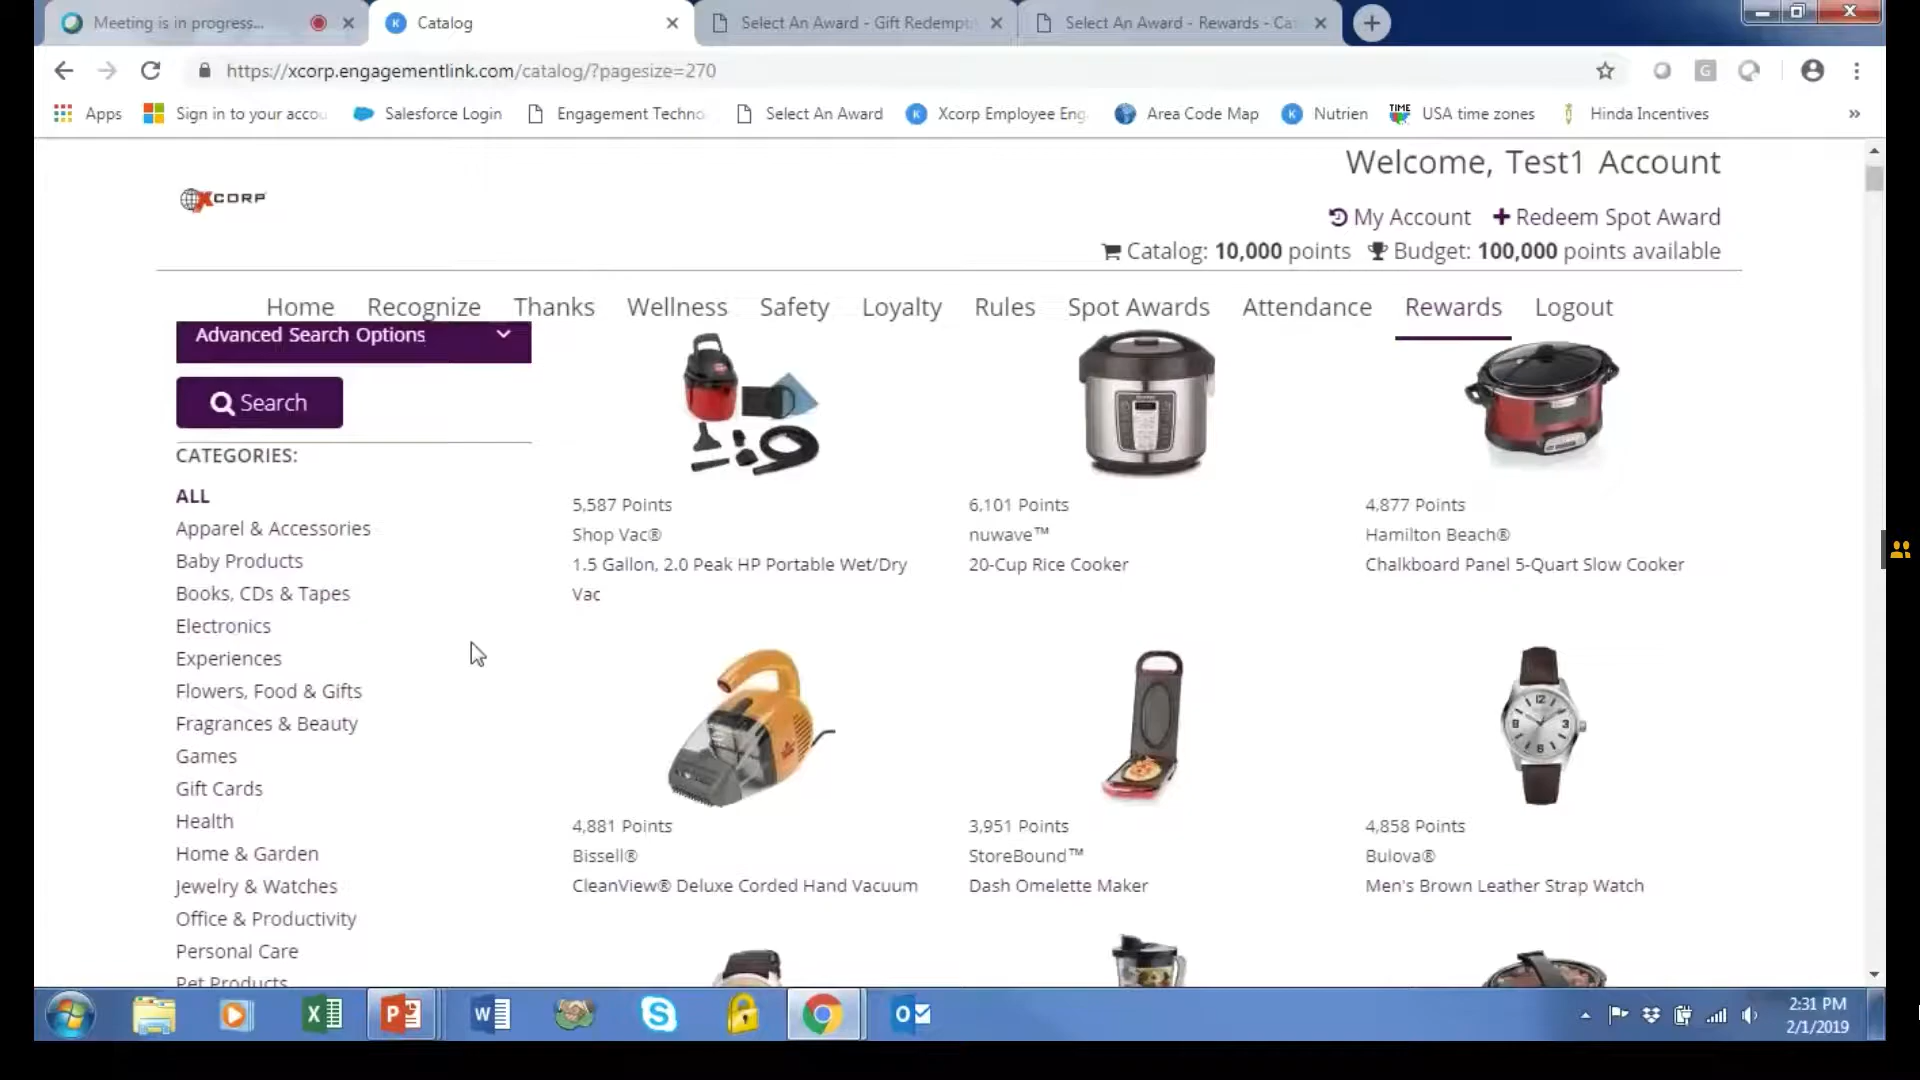 Meeting is in progress...
Catalog
Select An Award - Gift Redempt
Select An Award - Rewards - Ca
https://xcorp.engagementlink.com/catalog/?pagesize=270
Apps
Sign in to your accou
Salesforce Login
Engagement Techno
Select An Award
Xcorp Employee Eng
Area Code Map
Nutrien
TIME
USA time zones
Hinda Incentives
»
XCORP
Welcome, Test1 Account
My Account
Redeem Spot Award
Catalog: 10,000 points
Budget: 100,000 points available
Home Recognize Thanks Wellness Safety Loyalty Rules Spot Awards Attendance Rewards Logout
Advanced Search Options
Search
CATEGORIES:
ALL
Apparel & Accessories
Baby Products
Books, CDs & Tapes
Electronics
Experiences
Flowers, Food & Gifts
Fragrances & Beauty
Games
Gift Cards
Health
Home & Garden
Jewelry & Watches
Office & Productivity
Personal Care
Pet Products
5,587 Points
Shop Vac®
1.5 Gallon, 2.0 Peak HP Portable Wet/Dry
Vac
6,101 Points
nuwave™
20-Cup Rice Cooker
4,877 Points
Hamilton Beach®
Chalkboard Panel 5-Quart Slow Cooker
4,881 Points
Bissell®
CleanView® Deluxe Corded Hand Vacuum
3,951 Points
StoreBound™
Dash Omelette Maker
4,858 Points
Bulova®
Men's Brown Leather Strap Watch
2:31 PM
2/1/2019